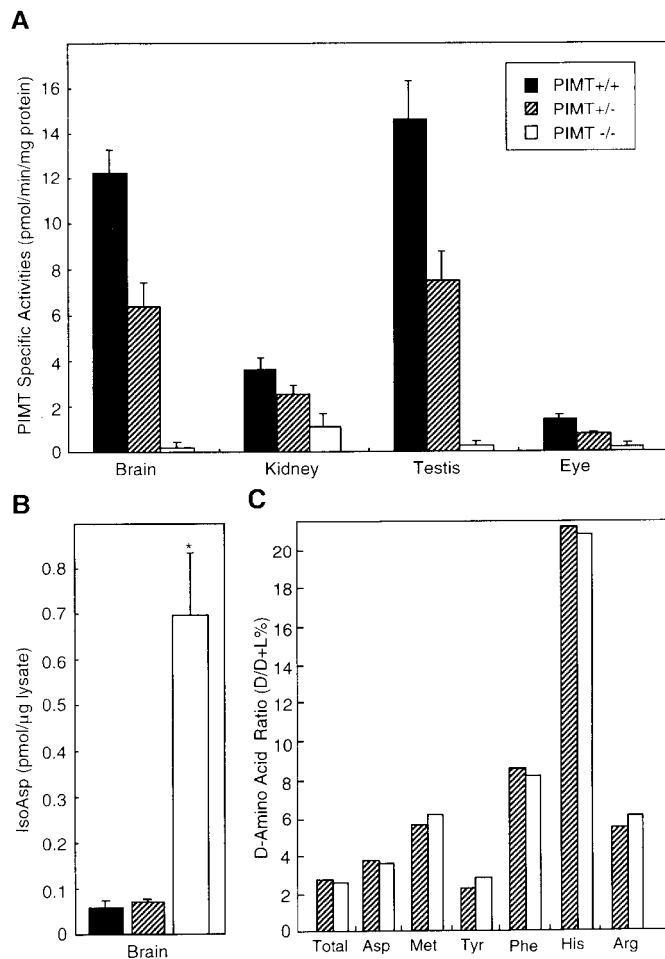 A
PIMT Specific Activities (pmol/min/mg protein)
16
14
12
10
8
6
4
2
0
PIMT+/+
PIMT+/-
PIMT -/-
Brain Kidney Testis Eye
B
IsoAsp (pmol/μg lysate)
0.8
0.7
0.6
0.5
0.4
0.3
0.2
0.1
0
*
Brain
C
D-Amino Acid Ratio (D/D+L%)
20
18
16
14
12
10
8
6
4
2
0
Total Asp Met Tyr Phe His Arg